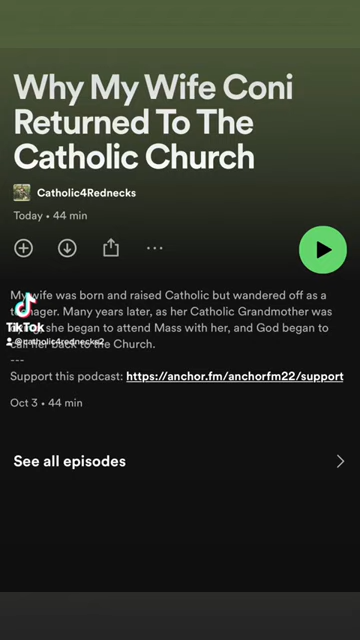 Why My Wife Coni
Returned To The
Catholic Church
Catholic4Rednecks
Today • 44 min
My wife was born and raised Catholic but wandered off as a
teenager. Many years later, as her Catholic Grandmother was
she began to attend Mass with her, and God began to
call her back to the Church.
TikTok
@catholic4rednecks2
---
Support this podcast: https://anchor.fm/anchorfm22/support
Oct 3 • 44 min
See all episodes